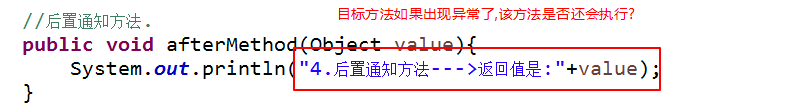 目标方法如果出现异常了,该方法是否还会执行?
//后置通知方法.
public void afterMethod(Object value){
System.out.println("4.后置通知方法--->返回值是:"+value);
}